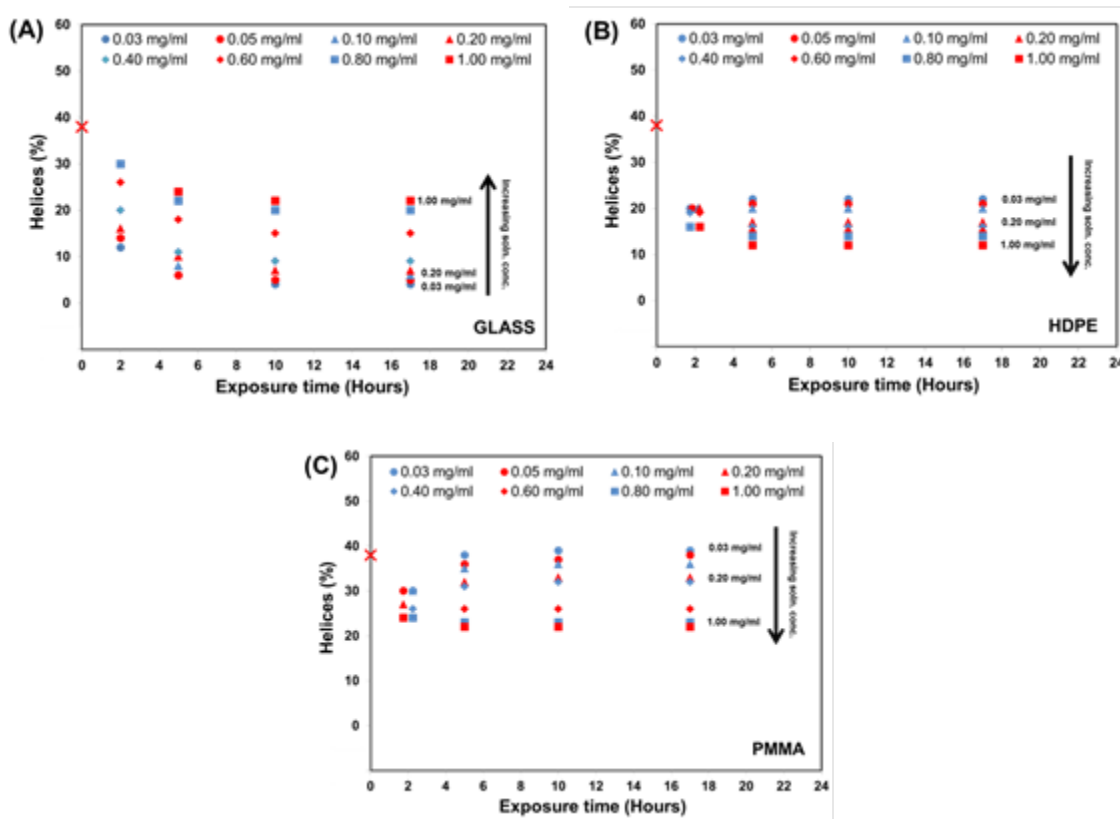 (A)
0.03 mg/ml 0.05 mg/ml 0.10 mg/ml 0.20 mg/ml
0.40 mg/ml 0.60 mg/ml 0.80 mg/ml 1.00 mg/ml
60
50
40
30
20
10
0
Helices (%)
1.00 mg/ml
0.20 mg/ml
0.03 mg/ml
Increasing soln. conc.
GLASS
0 2 4 6 8 10 12 14 16 18 20 22 24
Exposure time (Hours)
(B)
0.03 mg/ml 0.05 mg/ml 0.10 mg/ml 0.20 mg/ml
0.40 mg/ml 0.60 mg/ml 0.80 mg/ml 1.00 mg/ml
60
50
40
30
20
10
0
Helices (%)
0.03 mg/ml
0.20 mg/ml
1.00 mg/ml
Increasing soln. conc.
HDPE
0 2 4 6 8 10 12 14 16 18 20 22 24
Exposure time (Hours)
(C)
0.03 mg/ml 0.05 mg/ml 0.10 mg/ml 0.20 mg/ml
0.40 mg/ml 0.60 mg/ml 0.80 mg/ml 1.00 mg/ml
60
50
40
30
20
10
0
Helices (%)
0.03 mg/ml
0.20 mg/ml
1.00 mg/ml
Increasing soln. conc.
PMMA
0 2 4 6 8 10 12 14 16 18 20 22 24
Exposure time (Hours)